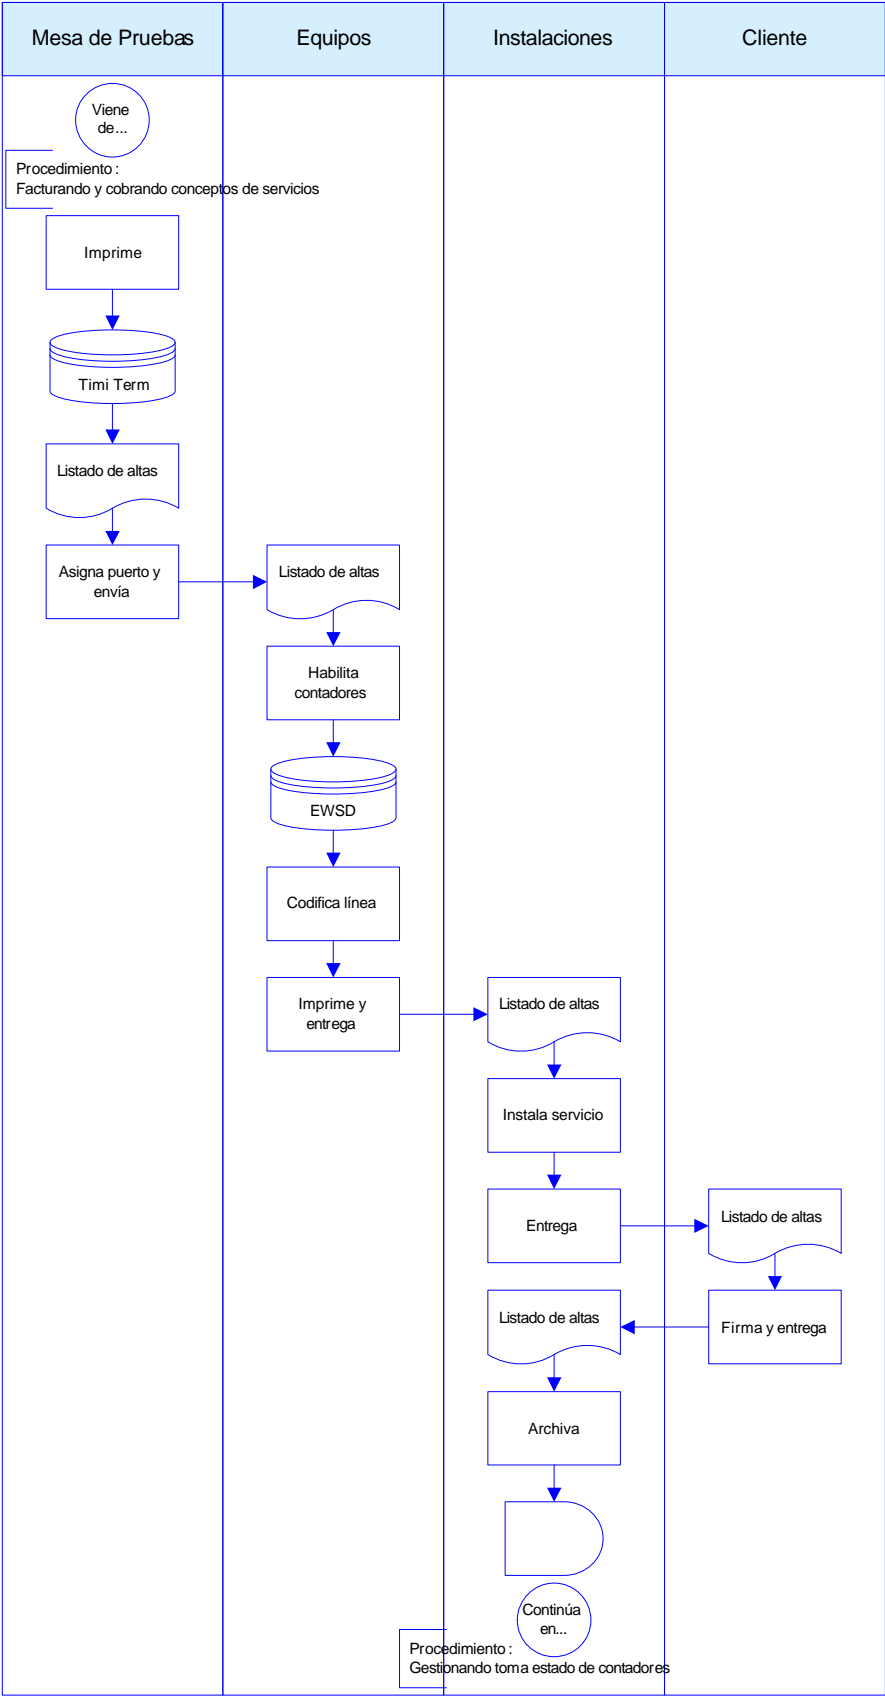 Mesa de Pruebas
Equipos
Instalaciones
Cliente
Viene
de...
Procedimiento :
Facturando y cobrando conceptos de servicios
Imprime
Timi Term
Listado de altas
Asigna puerto y
envía
Listado de altas
Habilita
contadores
EWSD
Codifica línea
Imprime y
entrega
Listado de altas
Instala servicio
Entrega
Listado de altas
Firma y entrega
Listado de altas
Archiva
Continúa
en...
Procedimiento :
Gestionando toma estado de contadores